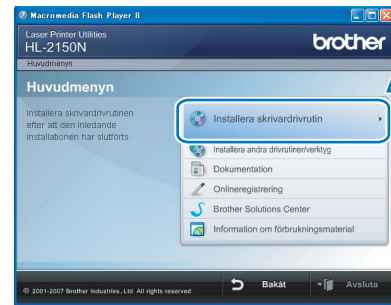 Macromedia Flash Player 8
Laser Printer Utilities
HL-2150N
brother
Huvudmenyn
Huvudmenyn
Installera skrivardrivrutinen
efter att den inledande
installationen har slutförts.
Installera skrivardrivrutin
Installera andra drivrutiner/verktyg
Dokumentation
Onlineregistrering
Brother Solutions Center
Information om förbrukningsmaterial
© 2001-2007 Brother Industries, Ltd. All rights reserved.
Bakåt
Avsluta